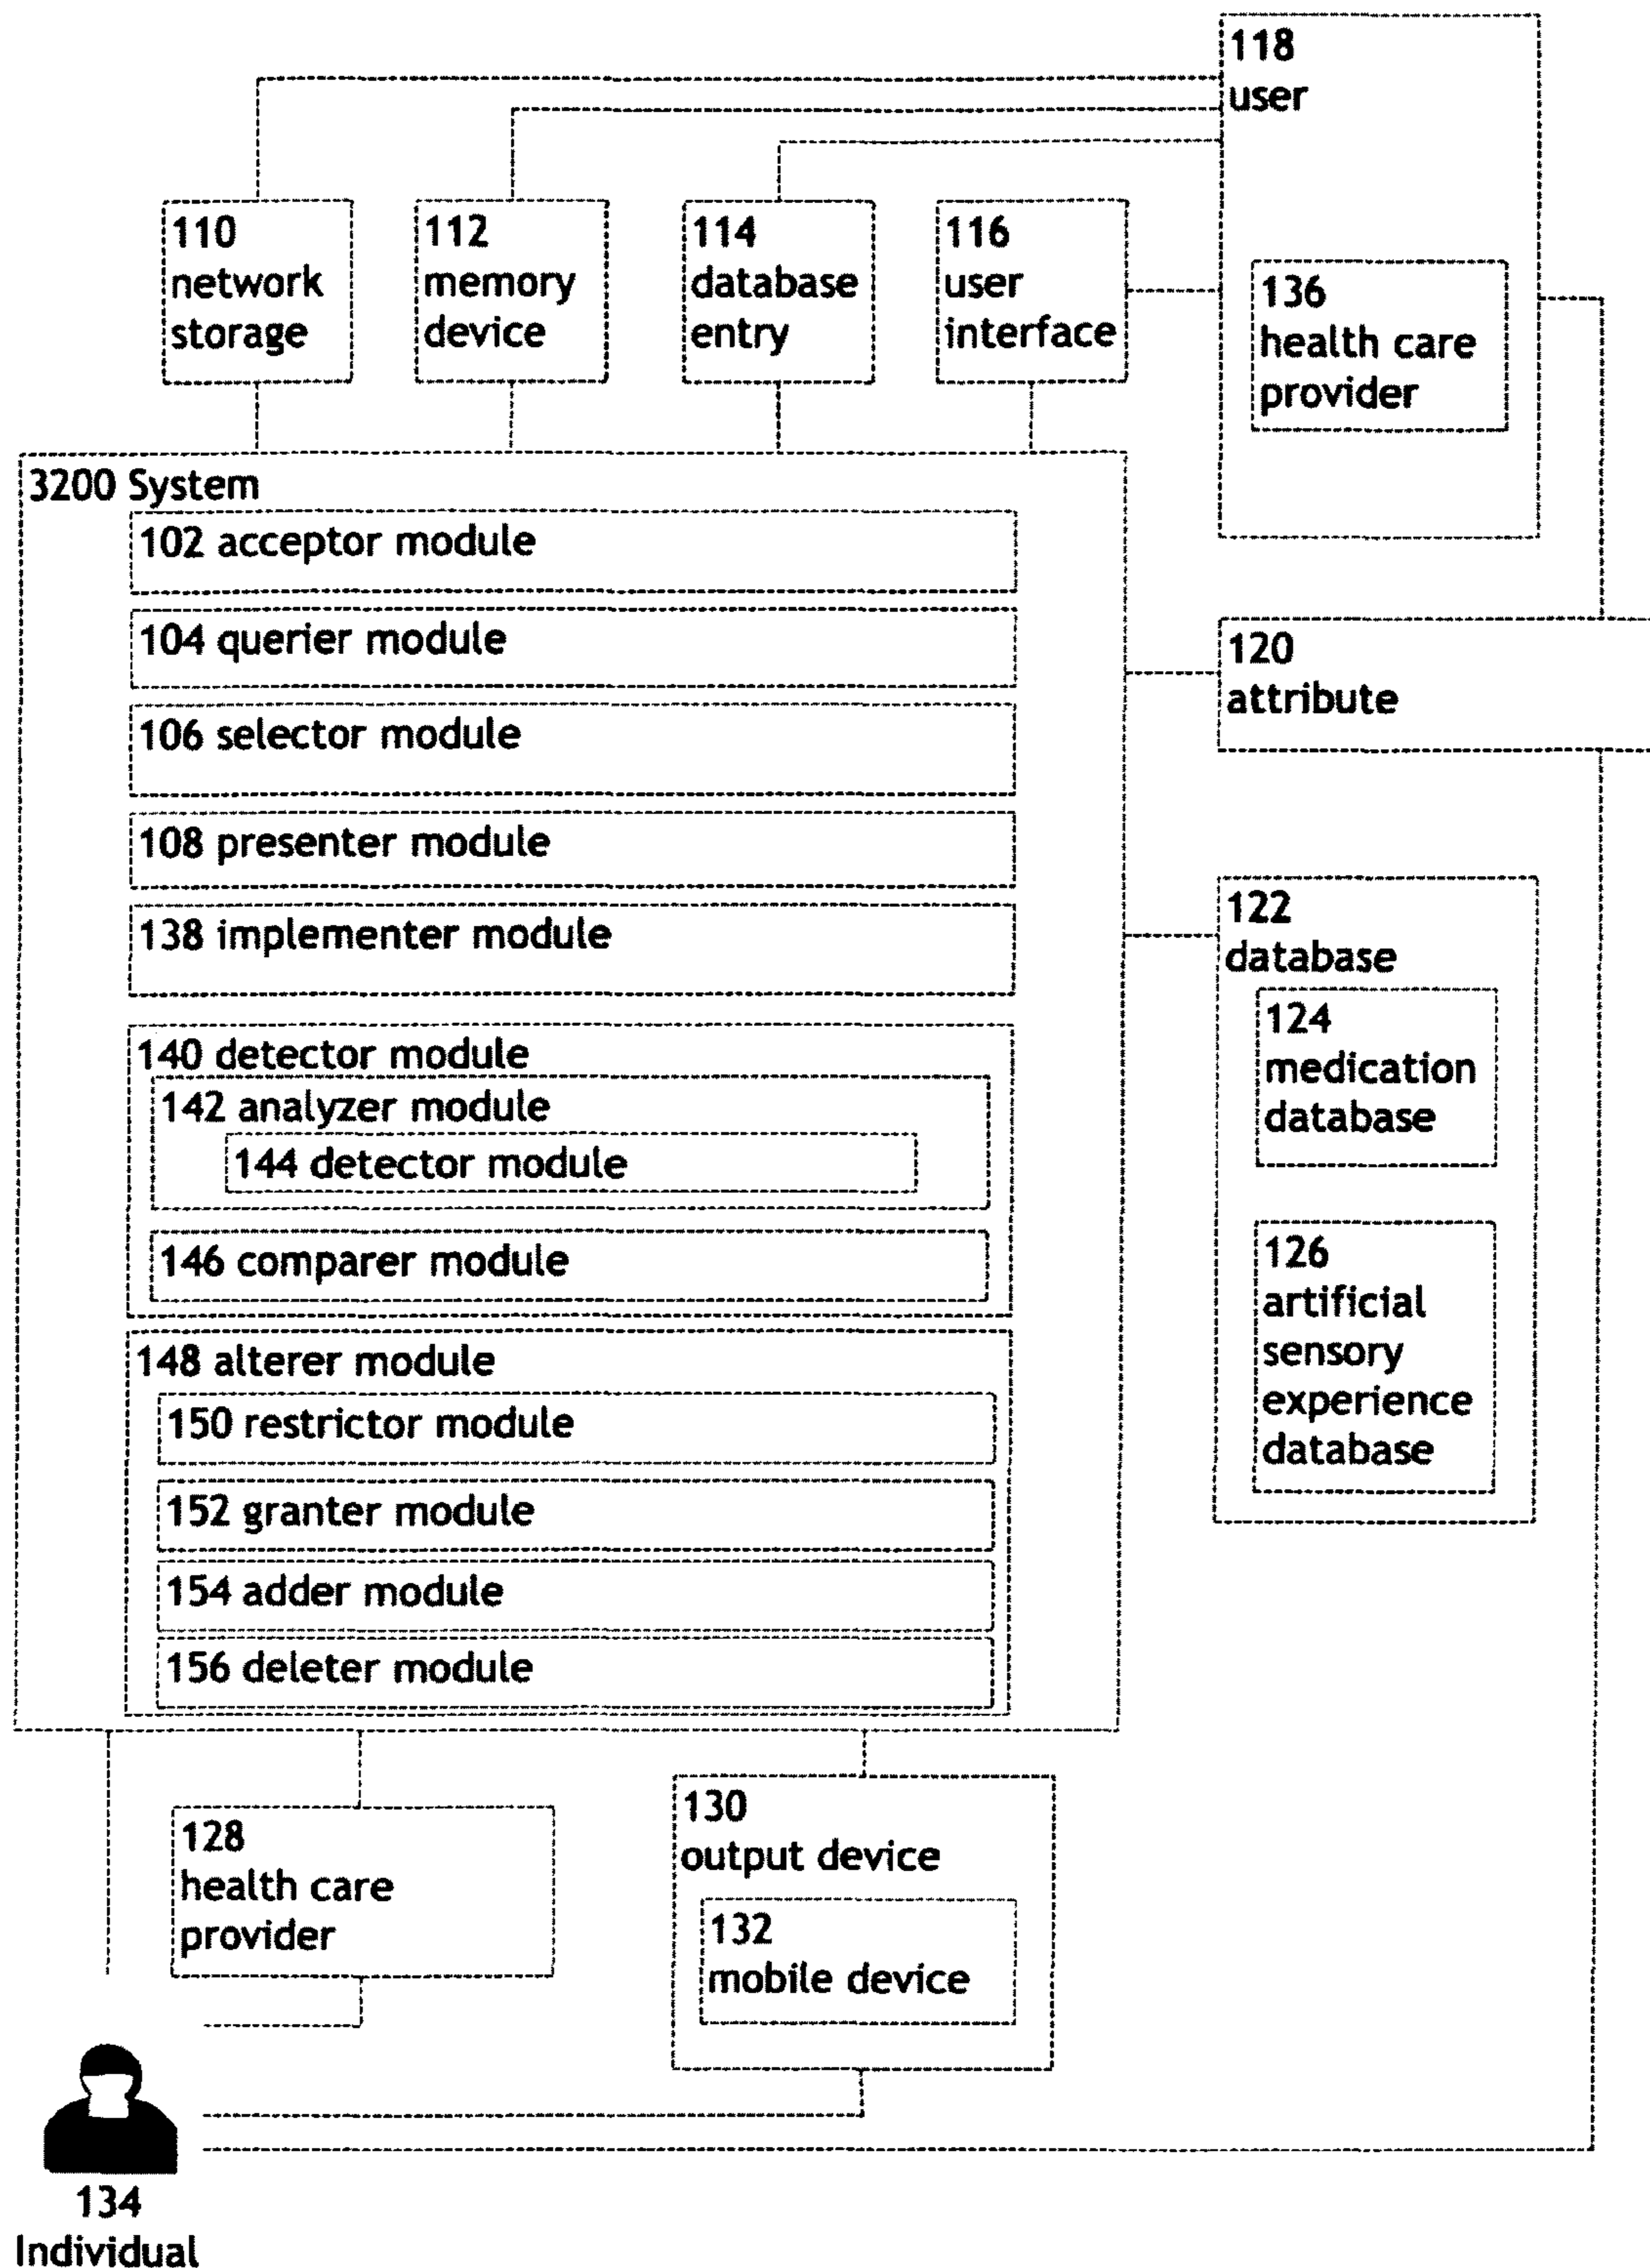 118
user
110
network
storage
112
memory
device
114
database
entry
116
user
interface
136
health care
provider
3200 System
102 acceptor module
104 querier module
106 selector module
108 presenter module
138 implementer module
140 detector module
142 analyzer module
144 detector module
146 comparer module
148 alterer module
150 restrictor module
152 granter module
154 adder module
156 deleter module
120
attribute
122
database
124
medication
database
126
artificial
sensory
experience
database
128
health care
provider
130
output device
132
mobile device
134
Individual